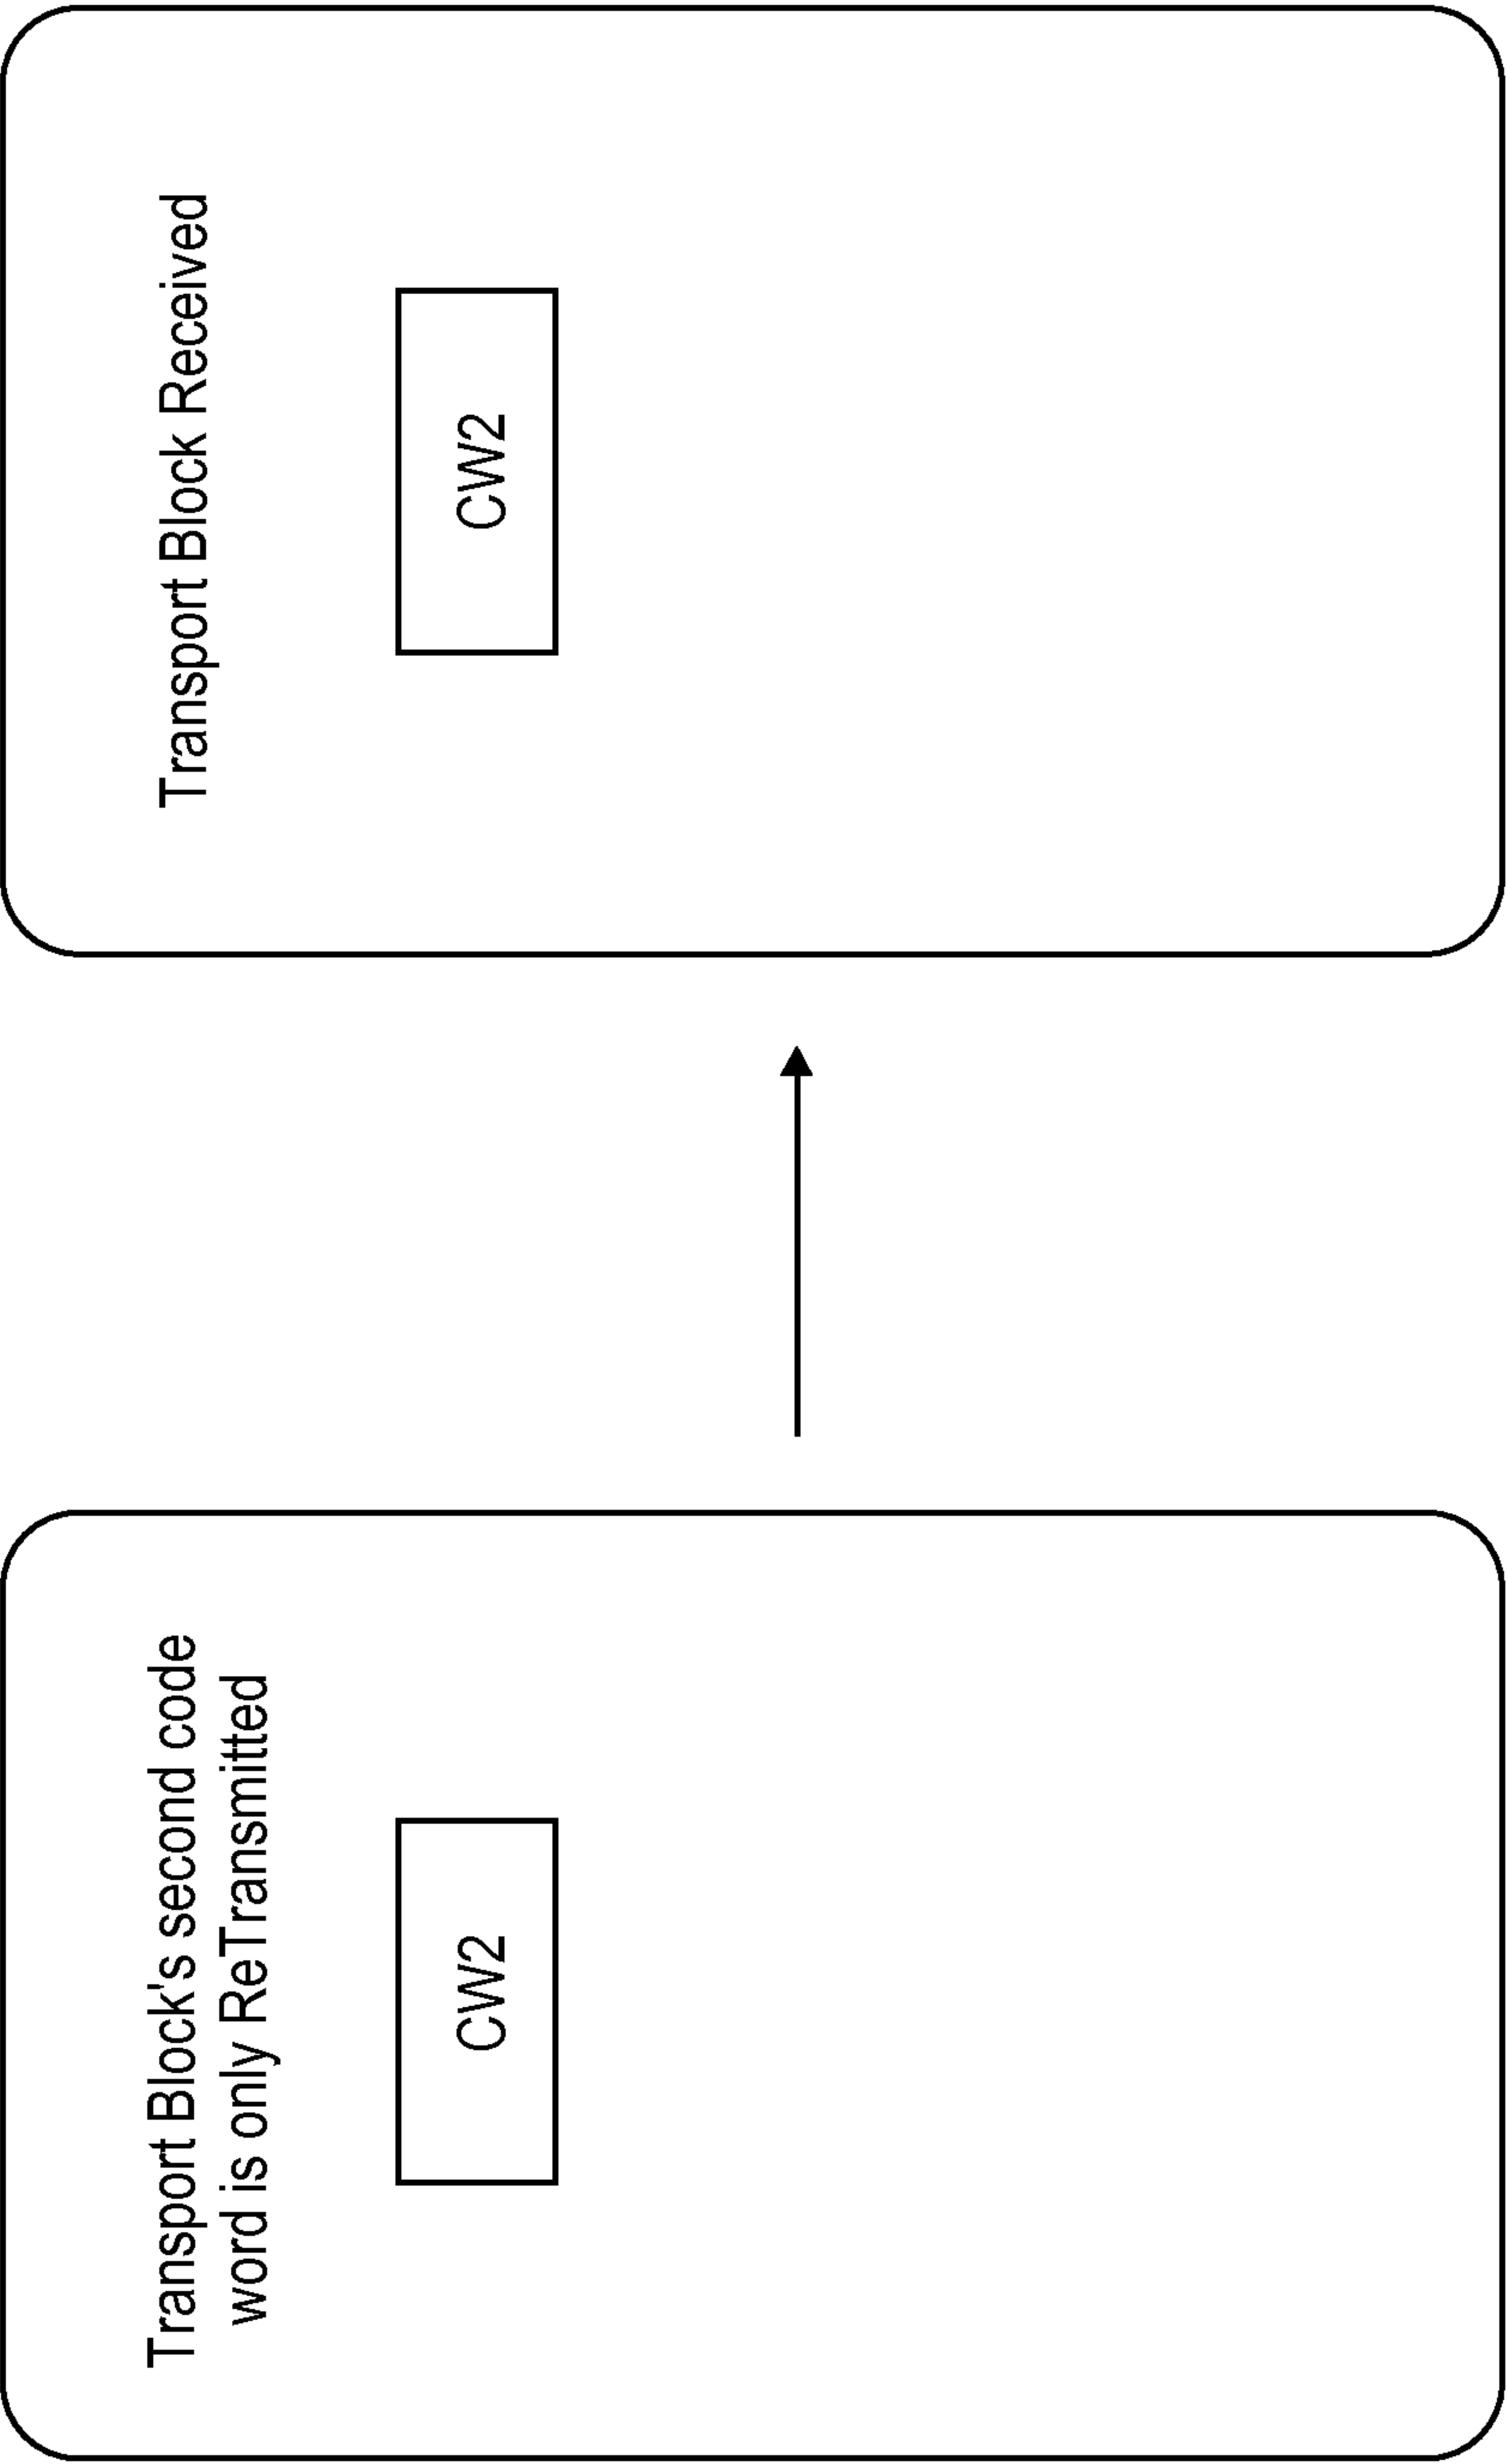 Transport Block's second code
word is only ReTransmitted
CW2
Transport Block Received
CW2